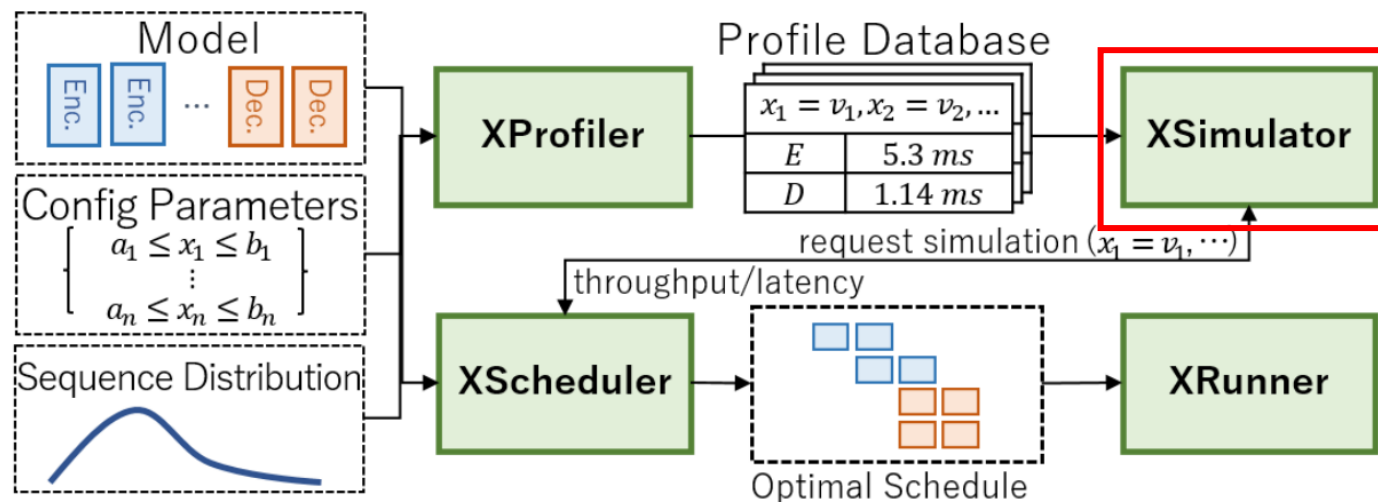 Model
Enc.
Enc.
...
Dec.
Dec.
Config Parameters
a₁ ≤ x₁ ≤ b₁
⋮
aₙ ≤ xₙ ≤ bₙ
Sequence Distribution
XProfiler
Profile Database
x₁ = v₁, x₂ = v₂, ...
E 5.3 ms
D 1.14 ms
XSimulator
request simulation (x₁ = v₁, ⋯)
throughput/latency
XScheduler
Optimal Schedule
XRunner